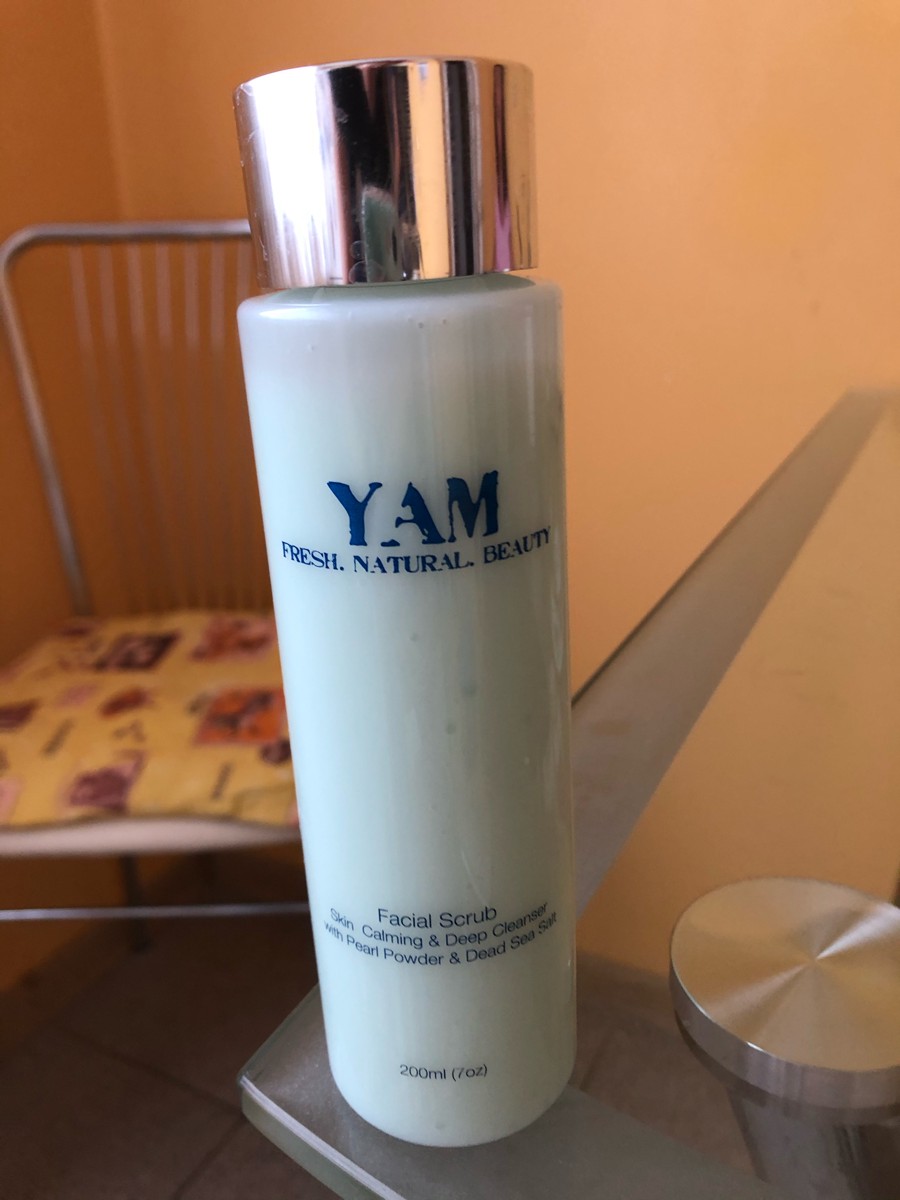 YAM
FRESH. NATURAL. BEAUTY
Facial Scrub
Skin Calming & Deep Cleanser
with Pearl Powder & Dead Sea Salt
200ml (7oz)